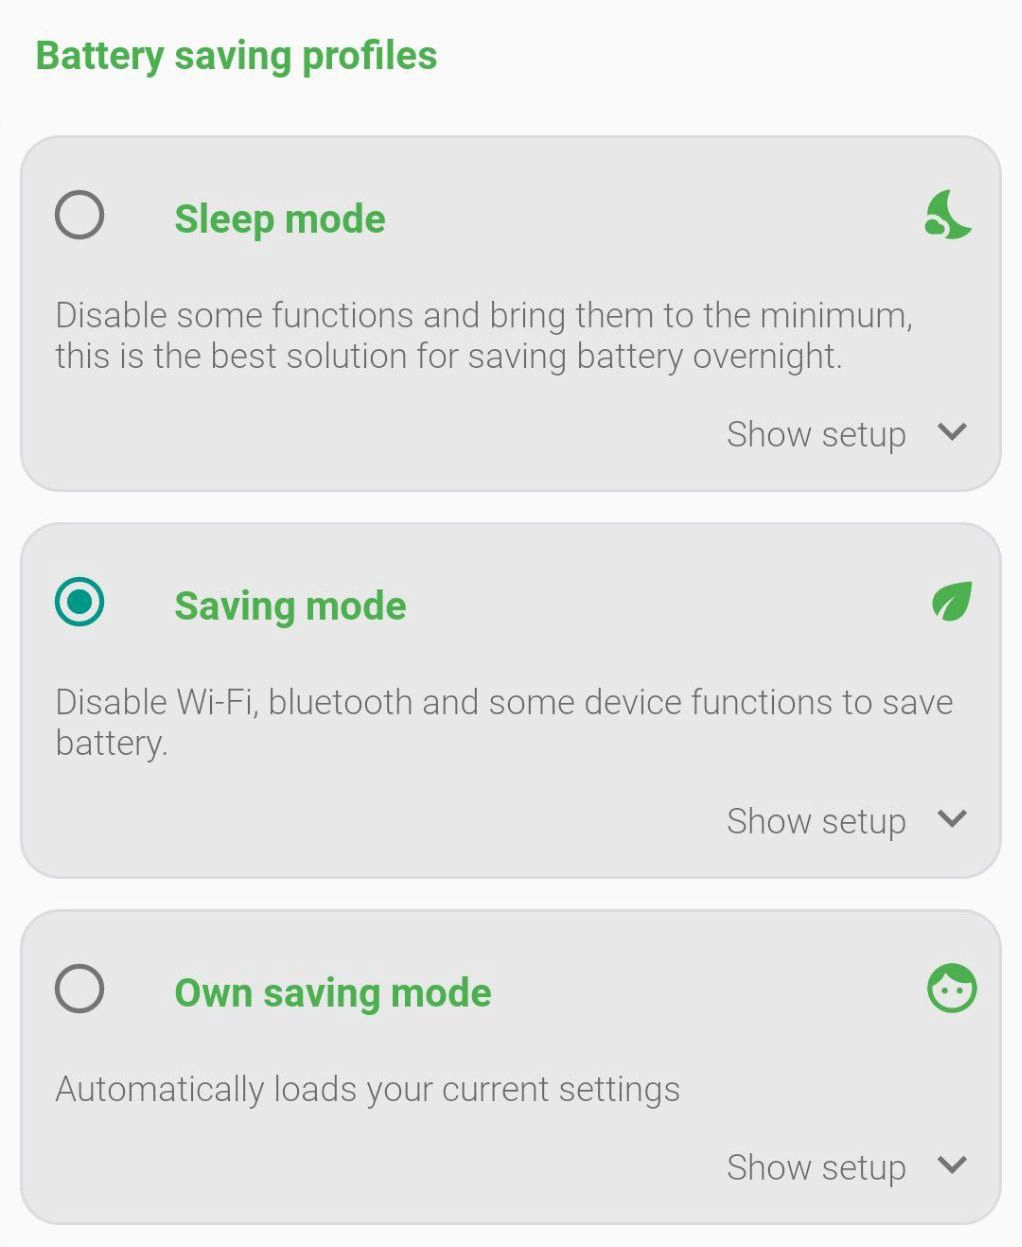 Battery saving profiles
Sleep mode
Disable some functions and bring them to the minimum,
this is the best solution for saving battery overnight.
Show setup
Saving mode
Disable Wi-Fi, bluetooth and some device functions to save
battery.
Show setup
Own saving mode
Automatically loads your current settings
Show setup